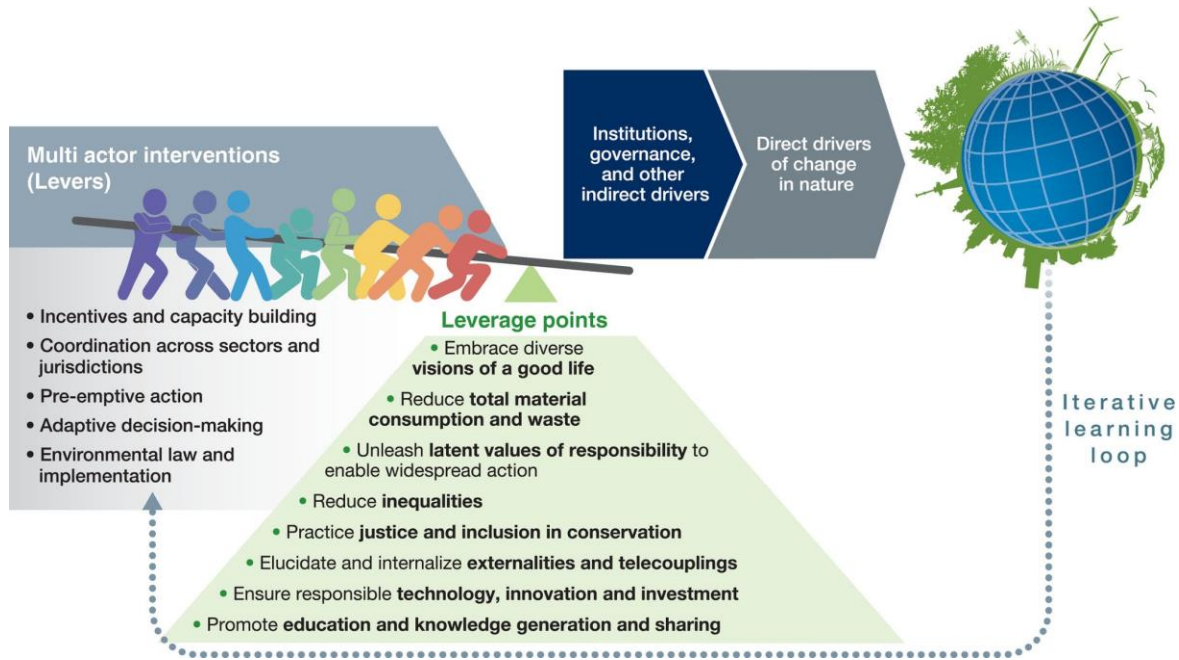 Multi actor interventions
(Levers)
• Incentives and capacity building
• Coordination across sectors and
jurisdictions
• Pre-emptive action
• Adaptive decision-making
• Environmental law and
implementation
Institutions,
governance,
and other
indirect drivers
Direct drivers
of change
in nature
Leverage points
• Embrace diverse
visions of a good life
• Reduce total material
consumption and waste
• Unleash latent values of responsibility to
enable widespread action
• Reduce inequalities
• Practice justice and inclusion in conservation
• Elucidate and internalize externalities and telecouplings
• Ensure responsible technology, innovation and investment
• Promote education and knowledge generation and sharing
Iterative
learning
loop